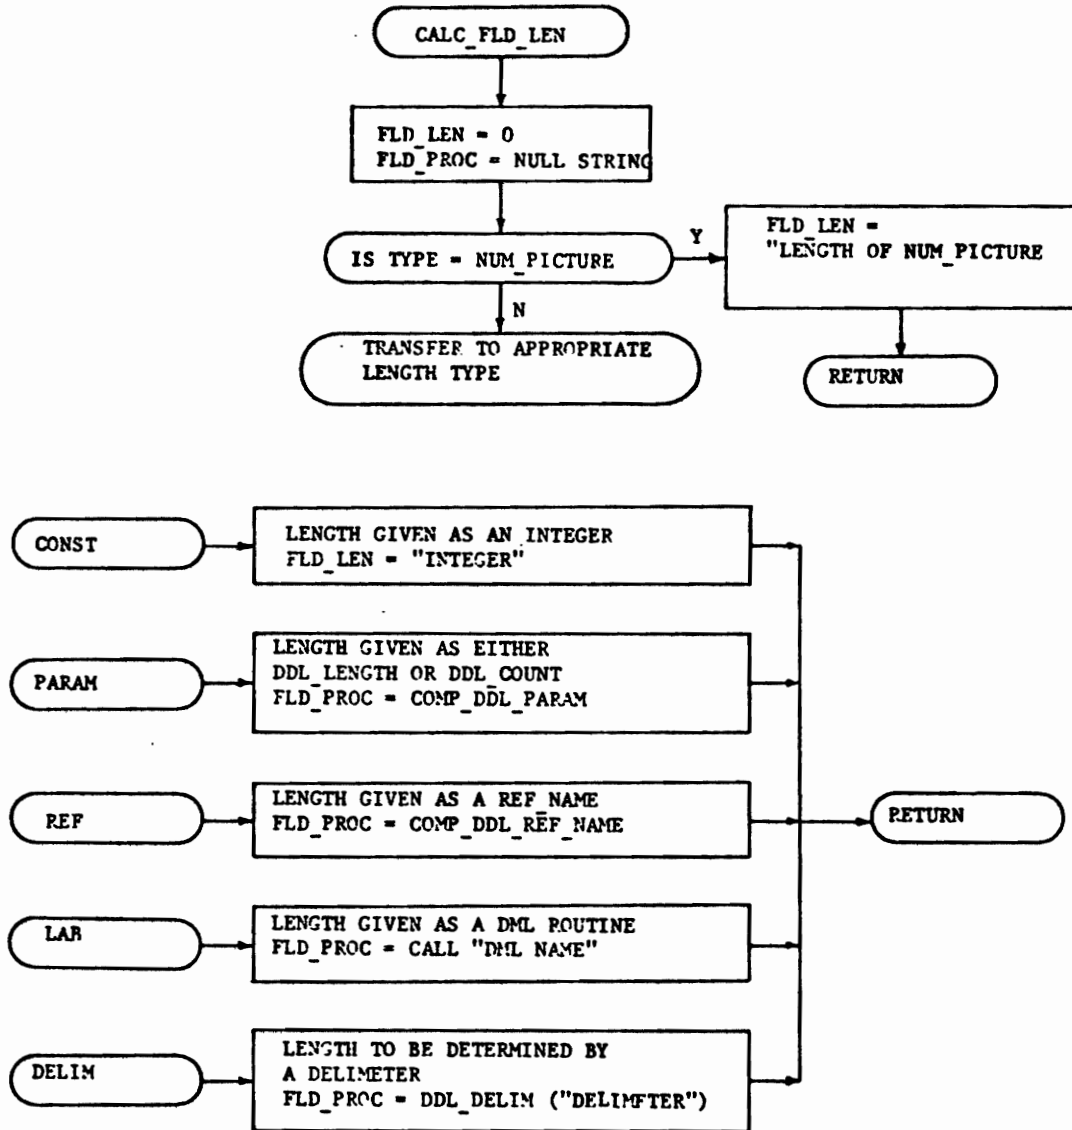 CALC_FLD_LEN
FLD_LEN = 0
FLD_PROC = NULL STRING
IS TYPE = NUM_PICTURE
Y
FLD_LEN =
"LENGTH OF NUM_PICTURE
N
TRANSFER TO APPROPRIATE
LENGTH TYPE
RETURN
CONST
LENGTH GIVEN AS AN INTEGER
FLD_LEN = "INTEGER"
PARAM
LENGTH GIVEN AS EITHER
DDL_LENGTH OR DDL_COUNT
FLD_PROC = COMP_DDL_PARAM
REF
LENGTH GIVEN AS A REF_NAME
FLD_PROC = COMP_DDL_REF_NAME
RETURN
LAB
LENGTH GIVEN AS A DML ROUTINE
FLD_PROC = CALL "DML NAME"
DELIM
LENGTH TO BE DETERMINED BY
A DELIMETER
FLD_PROC = DDL_DELIM ("DELIMETER")